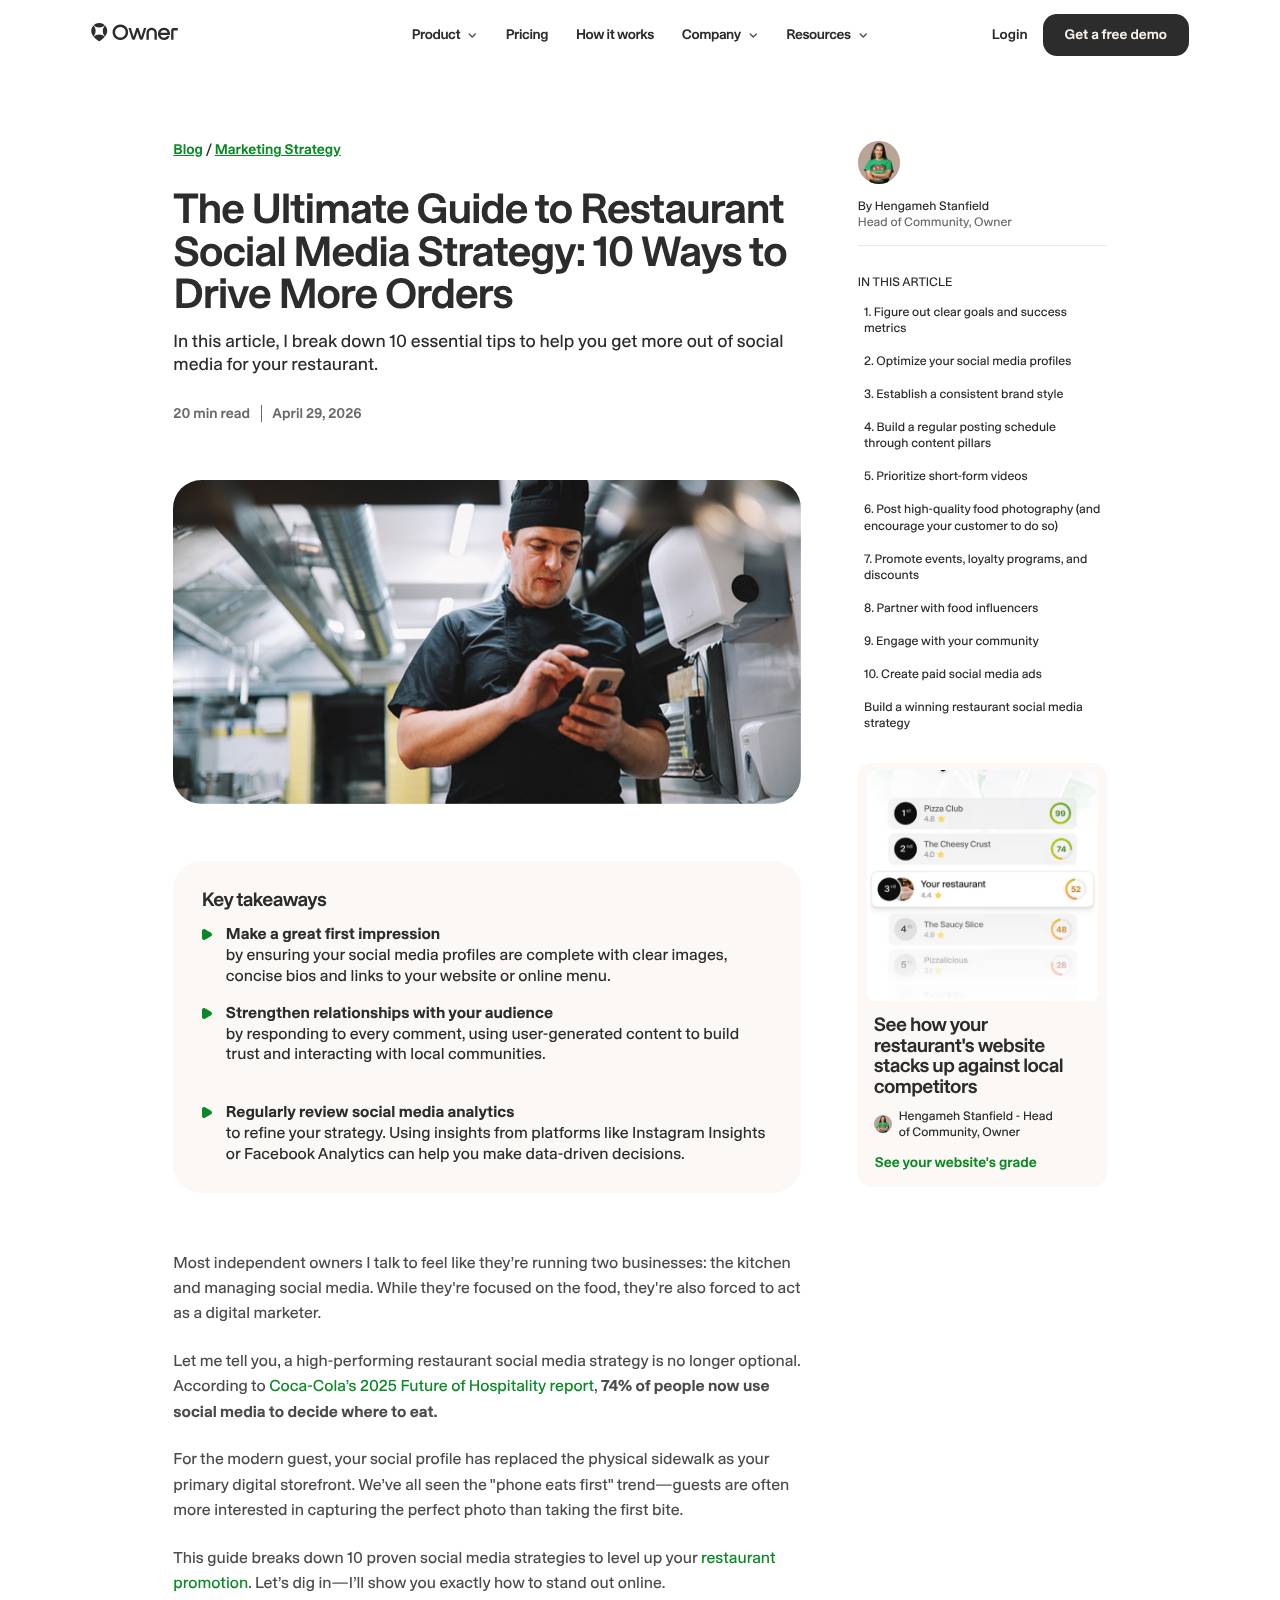 Owner
Product
Pricing
How it works
Company
Resources
Login
Get a free demo
Blog / Marketing Strategy
The Ultimate Guide to Restaurant
Social Media Strategy: 10 Ways to
Drive More Orders
In this article, I break down 10 essential tips to help you get more out of social
media for your restaurant.
20 min read
April 29, 2026
Key takeaways
Make a great first impression
by ensuring your social media profiles are complete with clear images,
concise bios and links to your website or online menu.
Strengthen relationships with your audience
by responding to every comment, using user-generated content to build
trust and interacting with local communities.
Regularly review social media analytics
to refine your strategy. Using insights from platforms like Instagram Insights
or Facebook Analytics can help you make data-driven decisions.
Most independent owners I talk to feel like they’re running two businesses: the kitchen
and managing social media. While they're focused on the food, they're also forced to act
as a digital marketer.
Let me tell you, a high-performing restaurant social media strategy is no longer optional.
According to Coca-Cola’s 2025 Future of Hospitality report, 74% of people now use
social media to decide where to eat.
For the modern guest, your social profile has replaced the physical sidewalk as your
primary digital storefront. We’ve all seen the "phone eats first" trend—guests are often
more interested in capturing the perfect photo than taking the first bite.
This guide breaks down 10 proven social media strategies to level up your restaurant
promotion. Let’s dig in—I’ll show you exactly how to stand out online.
By Hengameh Stanfield
Head of Community, Owner
IN THIS ARTICLE
1. Figure out clear goals and success
metrics
2. Optimize your social media profiles
3. Establish a consistent brand style
4. Build a regular posting schedule
through content pillars
5. Prioritize short-form videos
6. Post high-quality food photography (and
encourage your customer to do so)
7. Promote events, loyalty programs, and
discounts
8. Partner with food influencers
9. Engage with your community
10. Create paid social media ads
Build a winning restaurant social media
strategy
1st Pizza Club 99
4.8
2nd The Cheesy Crust 74
4.0
3rd Your restaurant 52
4.4
4th The Saucy Slice 48
4.8
5th Pizzalicious 28
See how your
restaurant's website
stacks up against local
competitors
Hengameh Stanfield - Head
of Community, Owner
See your website's grade